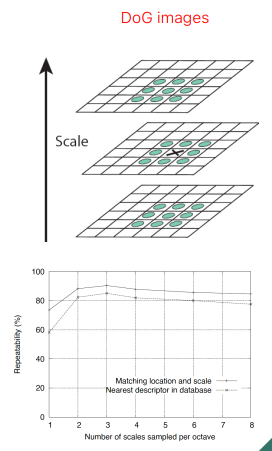 DoG images
Scale
100
80
60
40
20
0
Repeatability (%)
Matching location and scale
Nearest descriptor in database
1 2 3 4 5 6 7 8
Number of scales sampled per octave